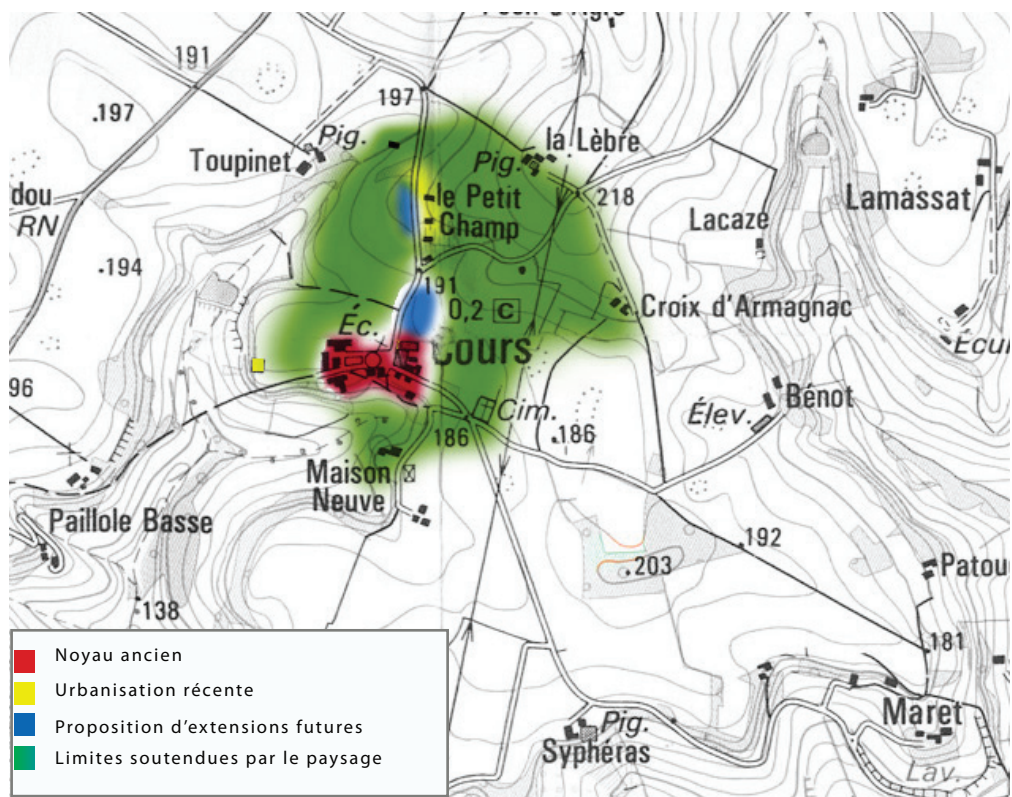 191
197
197
Pig.
Toupinet
la Lèbre
Pig.
dou
RN
le Petit
Champ
218
Lacaze
Lamassat
194
191
0,2 C
Croix d'Armagnac
Éc.
Cours
Écur
96
Bénot
Élev.
Cim.
186
186
Maison
Neuve
Paillole Basse
192
203
Patou
138
181
Maret
Pig.
Syphéras
Lav.
Noyau ancien
Urbanisation récente
Proposition d'extensions futures
Limites soutendues par le paysage